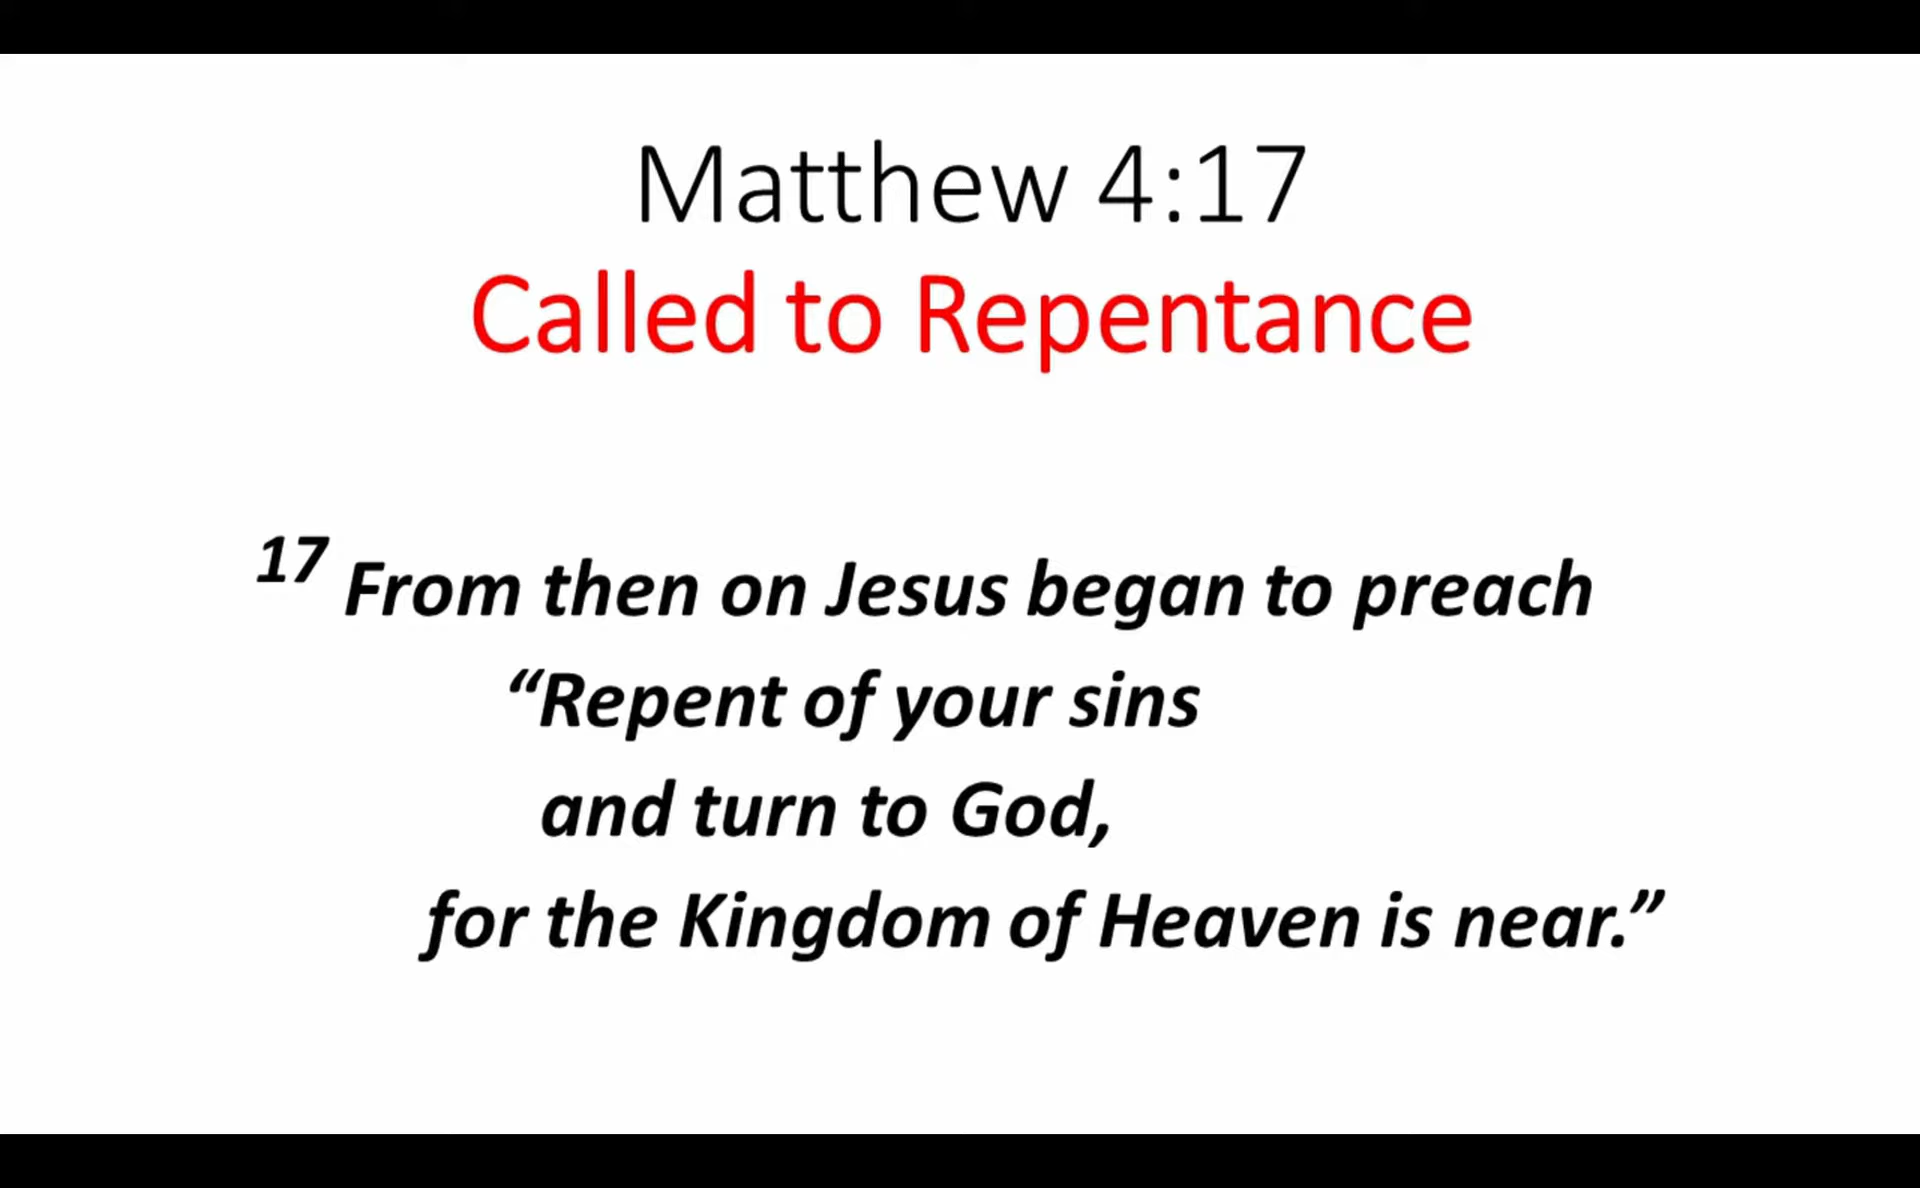 Matthew 4:17
Called to Repentance
17 From then on Jesus began to preach
“Repent of your sins
and turn to God,
for the Kingdom of Heaven is near.”